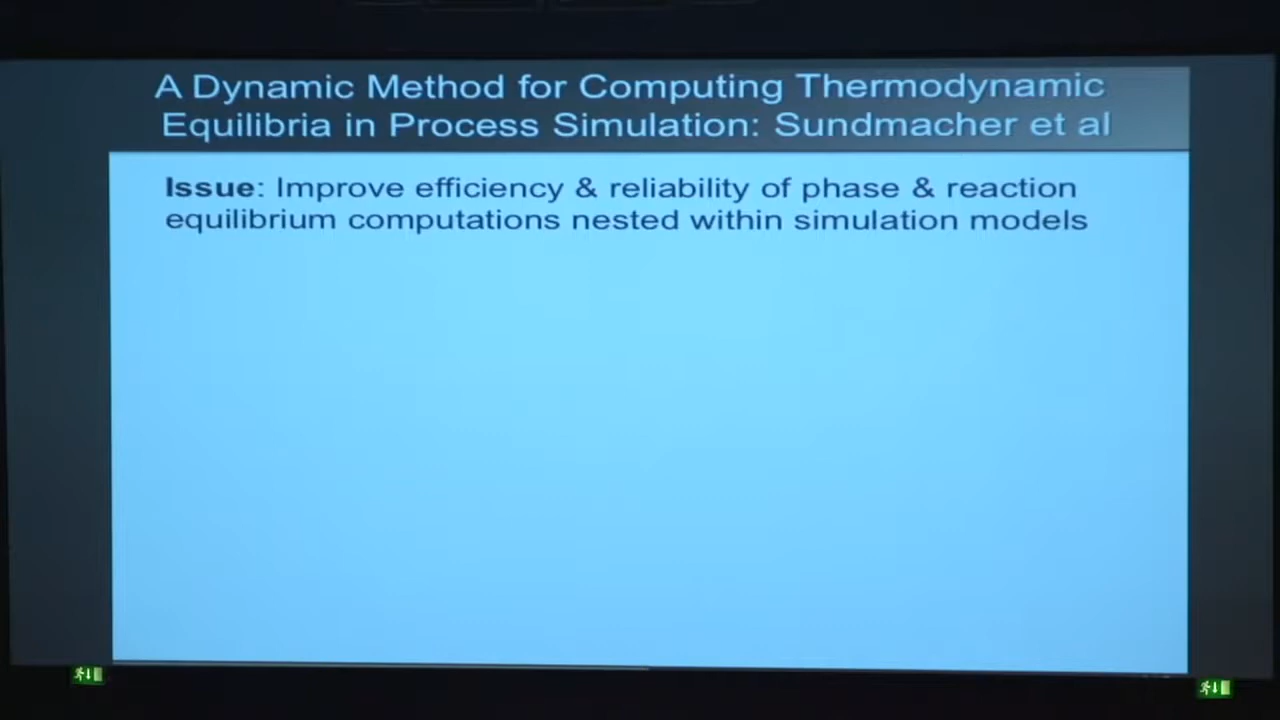 A Dynamic Method for Computing Thermodynamic
Equilibria in Process Simulation: Sundmacher et al
Issue: Improve efficiency & reliability of phase & reaction
equilibrium computations nested within simulation models